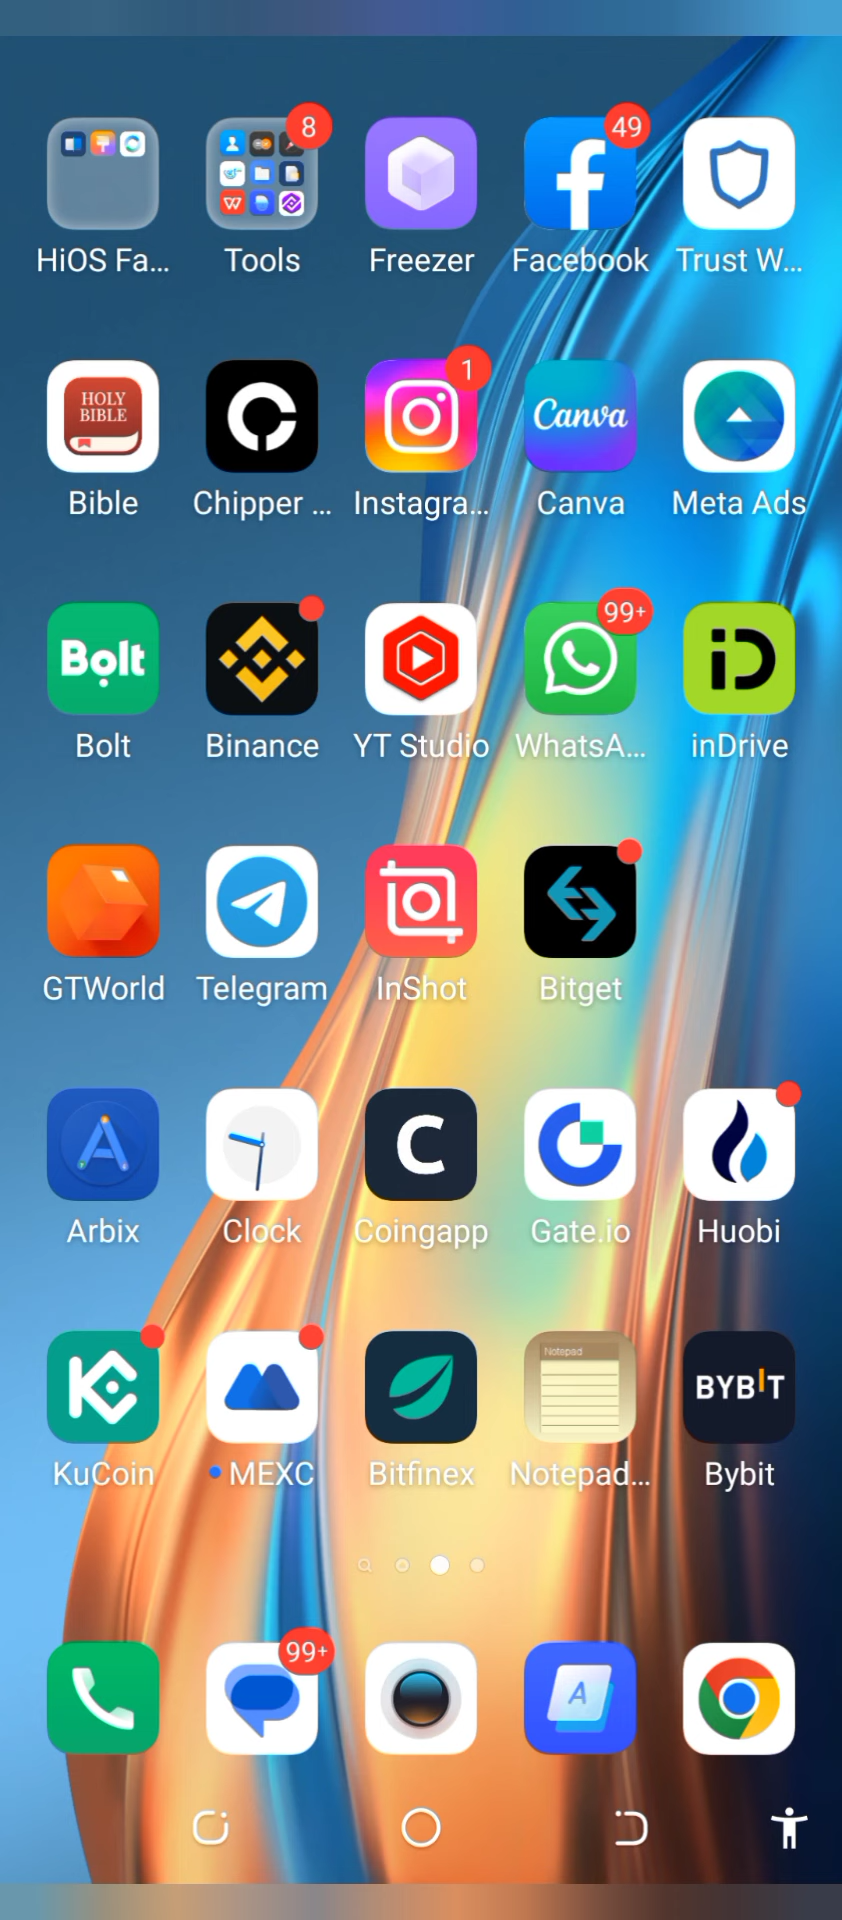 8
49
HiOS Fa...
Tools
Freezer
Facebook
Trust W...
HOLY
BIBLE
1
Canva
Bible
Chipper ...
Instagra...
Canva
Meta Ads
Bolt
99+
iD
Bolt
Binance
YT Studio
WhatsA...
inDrive
GTWorld
Telegram
InShot
Bitget
A
C
Arbix
Clock
Coingapp
Gate.io
Huobi
Notepad
BYBIT
KuCoin
MEXC
Bitfinex
Notepad...
Bybit
99+
A